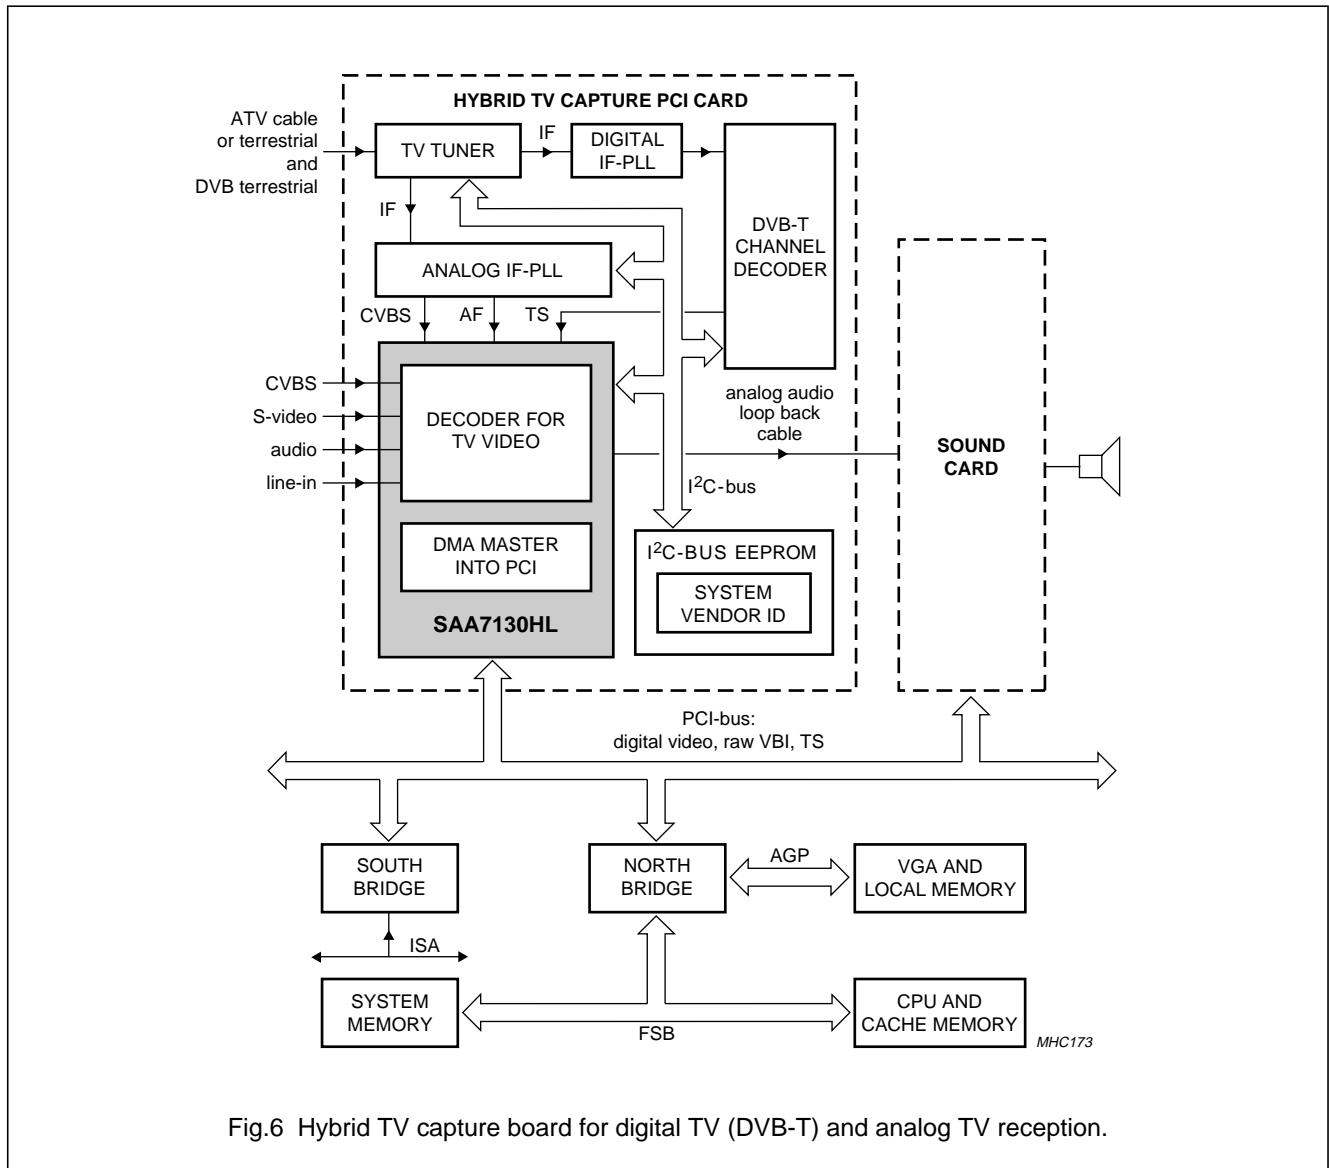 HYBRID TV CAPTURE PCI CARD
ATV cable
or terrestrial
and
DVB terrestrial
TV TUNER
IF
DIGITAL
IF-PLL
IF
DVB-T
CHANNEL
DECODER
ANALOG IF-PLL
CVBS
AF
TS
CVBS
S-video
audio
line-in
DECODER FOR
TV VIDEO
analog audio
loop back
cable
SOUND
CARD
I²C-bus
DMA MASTER
INTO PCI
SAA7130HL
I²C-BUS EEPROM
SYSTEM
VENDOR ID
PCI-bus:
digital video, raw VBI, TS
SOUTH
BRIDGE
NORTH
BRIDGE
AGP
VGA AND
LOCAL MEMORY
ISA
SYSTEM
MEMORY
FSB
CPU AND
CACHE MEMORY
MHC173
Fig.6 Hybrid TV capture board for digital TV (DVB-T) and analog TV reception.